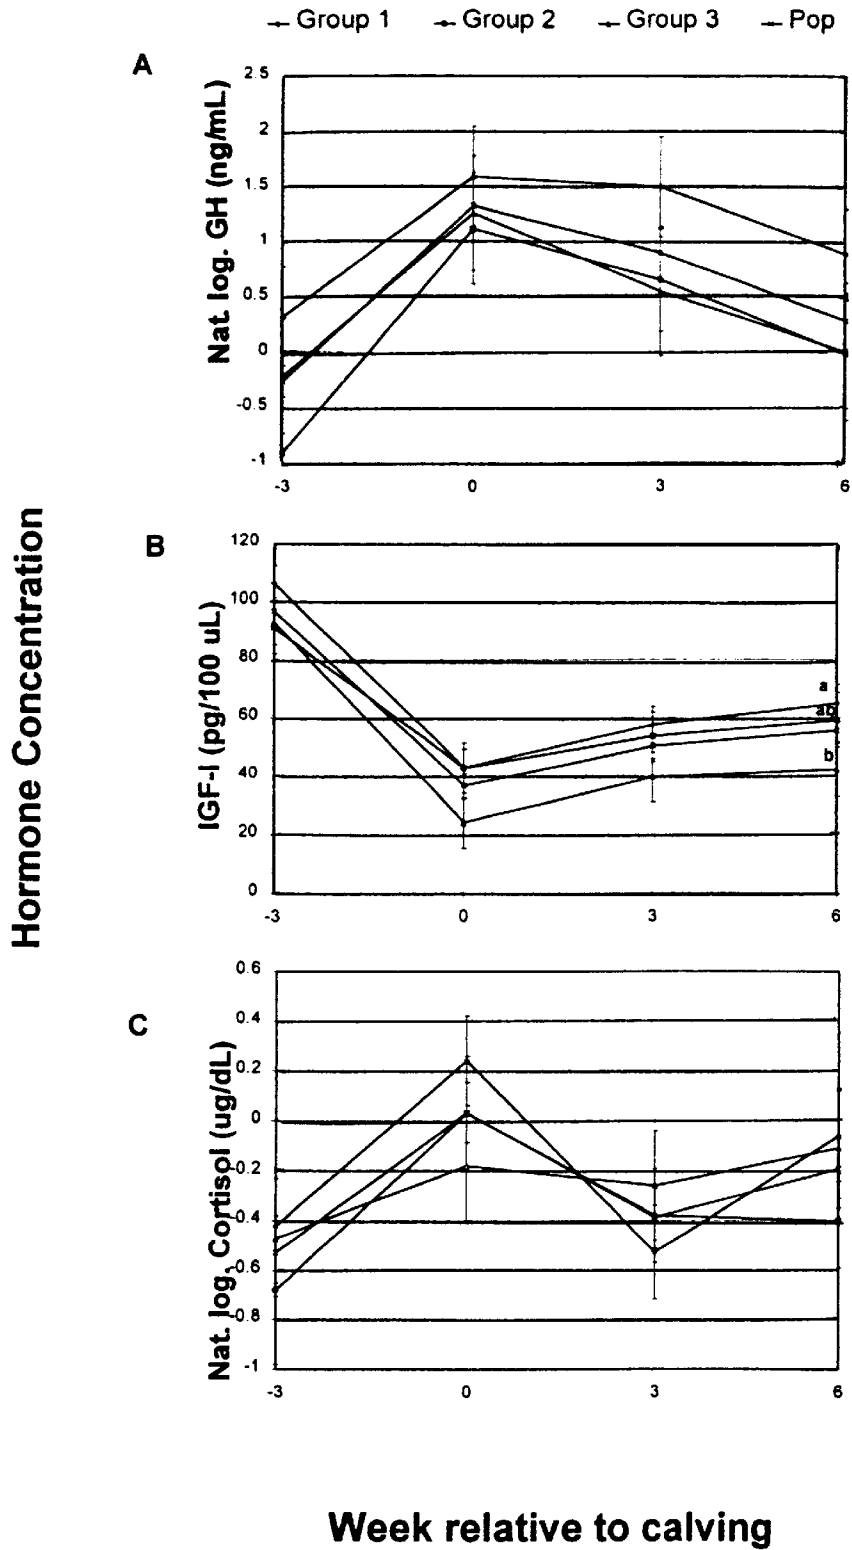 Group 1 Group 2 Group 3 Pop
A
Nat. log. GH (ng/mL)
2.5
2
1.5
1
0.5
0
-0.5
-1
-3 0 3 6
Hormone Concentration
B
IGF-I (pg/100 uL)
120
100
80
60
40
20
0
a
ab
b
-3 0 3 6
C
Nat. log. Cortisol (ug/dL)
0.6
0.4
0.2
0
-0.2
-0.4
-0.6
-0.8
-1
-3 0 3 6
Week relative to calving